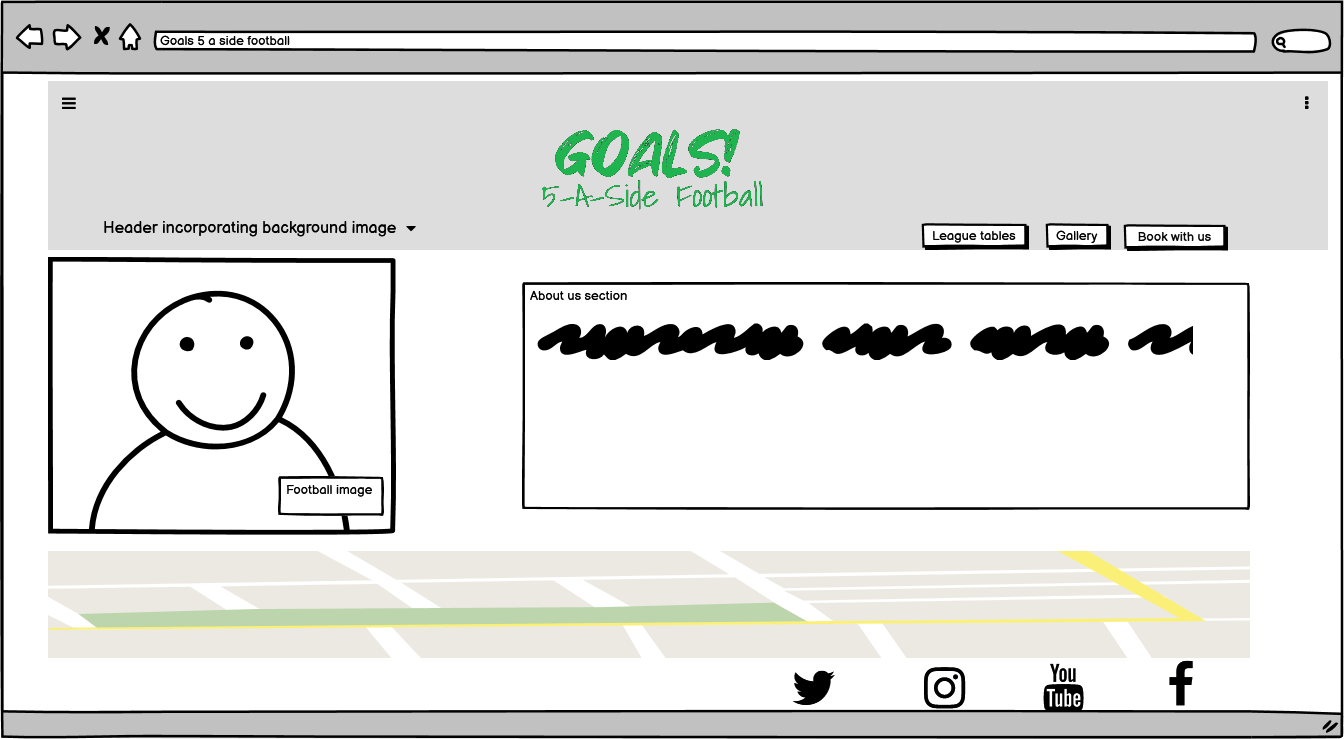 Goals 5 a side football
GOALS!
5-A-Side Football
Header incorporating background image
League tables
Gallery
Book with us
About us section
Football image
You
Tube